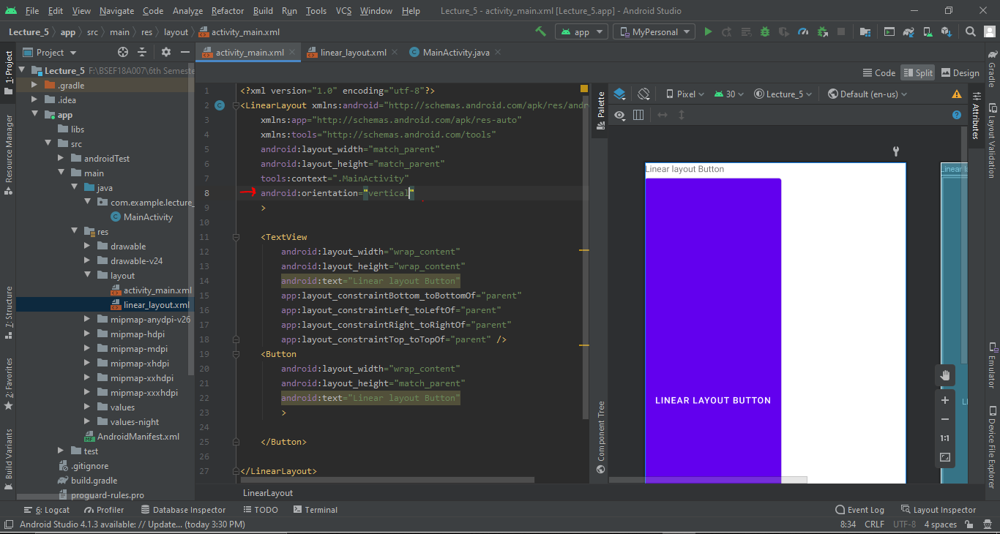 File Edit View Navigate Code Analyze Refactor Build Run Tools VCS Window Help Lecture_5 - activity_main.xml [Lecture_5.app] - Android Studio
Lecture_5 app src main res layout activity_main.xml app MyPersonal
1: Project
Resource Manager
7: Structure
2: Favorites
Build Variants
Project
Lecture_5 F:\BSEF18A007\6th Semeste
.gradle
.idea
app
libs
src
androidTest
main
java
com.example.lecture_
MainActivity
res
drawable
drawable-v24
layout
activity_main.xml
linear_layout.xml
mipmap-anydpi-v26
mipmap-hdpi
mipmap-mdpi
mipmap-xhdpi
mipmap-xxhdpi
mipmap-xxxhdpi
values
values-night
AndroidManifest.xml
test
.gitignore
build.gradle
proguard-rules.pro
activity_main.xml linear_layout.xml MainActivity.java
Code Split Design
1 <?xml version="1.0" encoding="utf-8"?>
2 <LinearLayout xmlns:android="http://schemas.android.com/apk/res/andr
3 xmlns:app="http://schemas.android.com/apk/res-auto"
4 xmlns:tools="http://schemas.android.com/tools"
5 android:layout_width="match_parent"
6 android:layout_height="match_parent"
7 tools:context=".MainActivity"
8 android:orientation="vertical"
9 >
10
11 <TextView
12 android:layout_width="wrap_content"
13 android:layout_height="wrap_content"
14 android:text="Linear layout Button"
15 app:layout_constraintBottom_toBottomOf="parent"
16 app:layout_constraintLeft_toLeftOf="parent"
17 app:layout_constraintRight_toRightOf="parent"
18 app:layout_constraintTop_toTopOf="parent" />
19 <Button
20 android:layout_width="wrap_content"
21 android:layout_height="match_parent"
22 android:text="Linear layout Button"
23 >
24
25 </Button>
26
27 </LinearLayout>
LinearLayout
Palette
Component Tree
Pixel 30 Lecture_5 Default (en-us)
Linear layout Button
LINEAR LAYOUT BUTTON
Linear l
LI
1:1
Attributes
Gradle
Layout Validation
Emulator
Device File Explorer
6: Logcat Profiler Database Inspector TODO Terminal Event Log Layout Inspector
Android Studio 4.1.3 available: // Update... (today 3:30 PM) 8:34 CRLF UTF-8 4 spaces